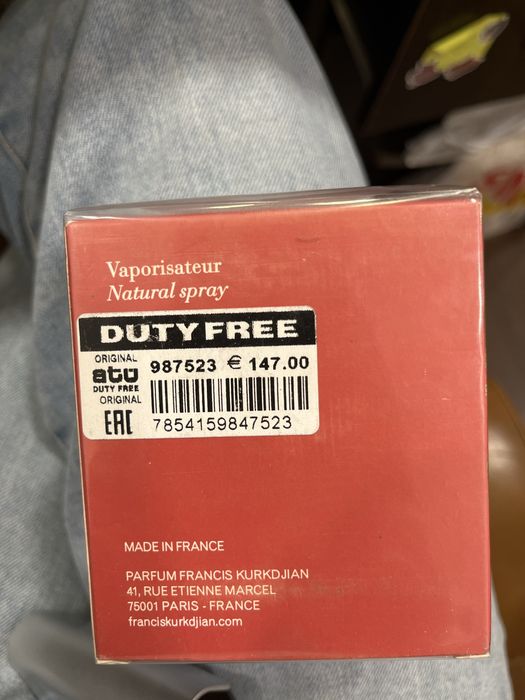 Vaporisateur
Natural spray
DUTY FREE
ORIGINAL
atu
DUTY FREE
ORIGINAL
EAC
987523 € 147.00
7854159847523
MADE IN FRANCE
PARFUM FRANCIS KURKDJIAN
41, RUE ETIENNE MARCEL
75001 PARIS - FRANCE
franciskurkdjian.com